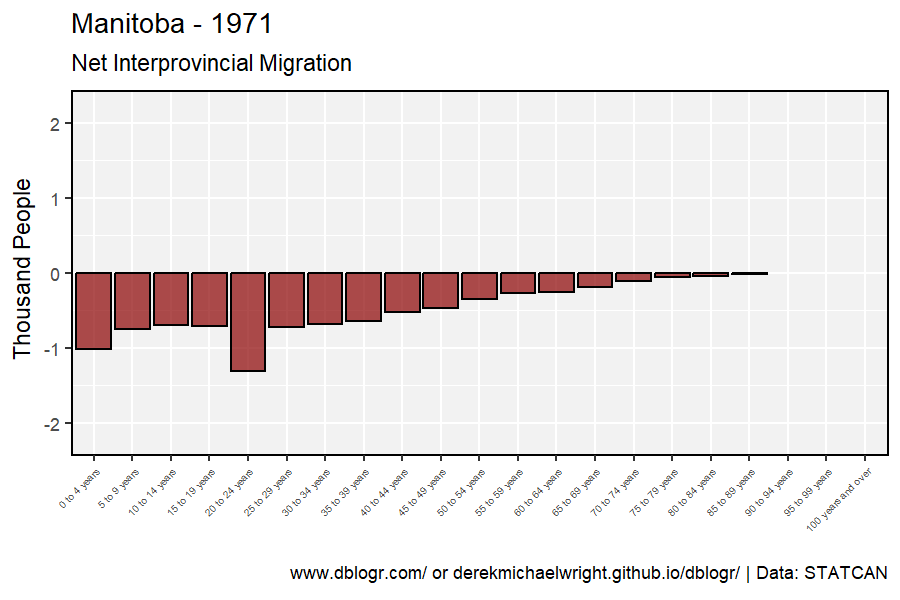 Manitoba - 1971
Net Interprovincial Migration
Thousand People
2
1
0
-1
-2
0 to 4 years
5 to 9 years
10 to 14 years
15 to 19 years
20 to 24 years
25 to 29 years
30 to 34 years
35 to 39 years
40 to 44 years
45 to 49 years
50 to 54 years
55 to 59 years
60 to 64 years
65 to 69 years
70 to 74 years
75 to 79 years
80 to 84 years
85 to 89 years
90 to 94 years
95 to 99 years
100 years and over
www.dblogr.com/ or derekmichaelwright.github.io/dblogr/ | Data: STATCAN